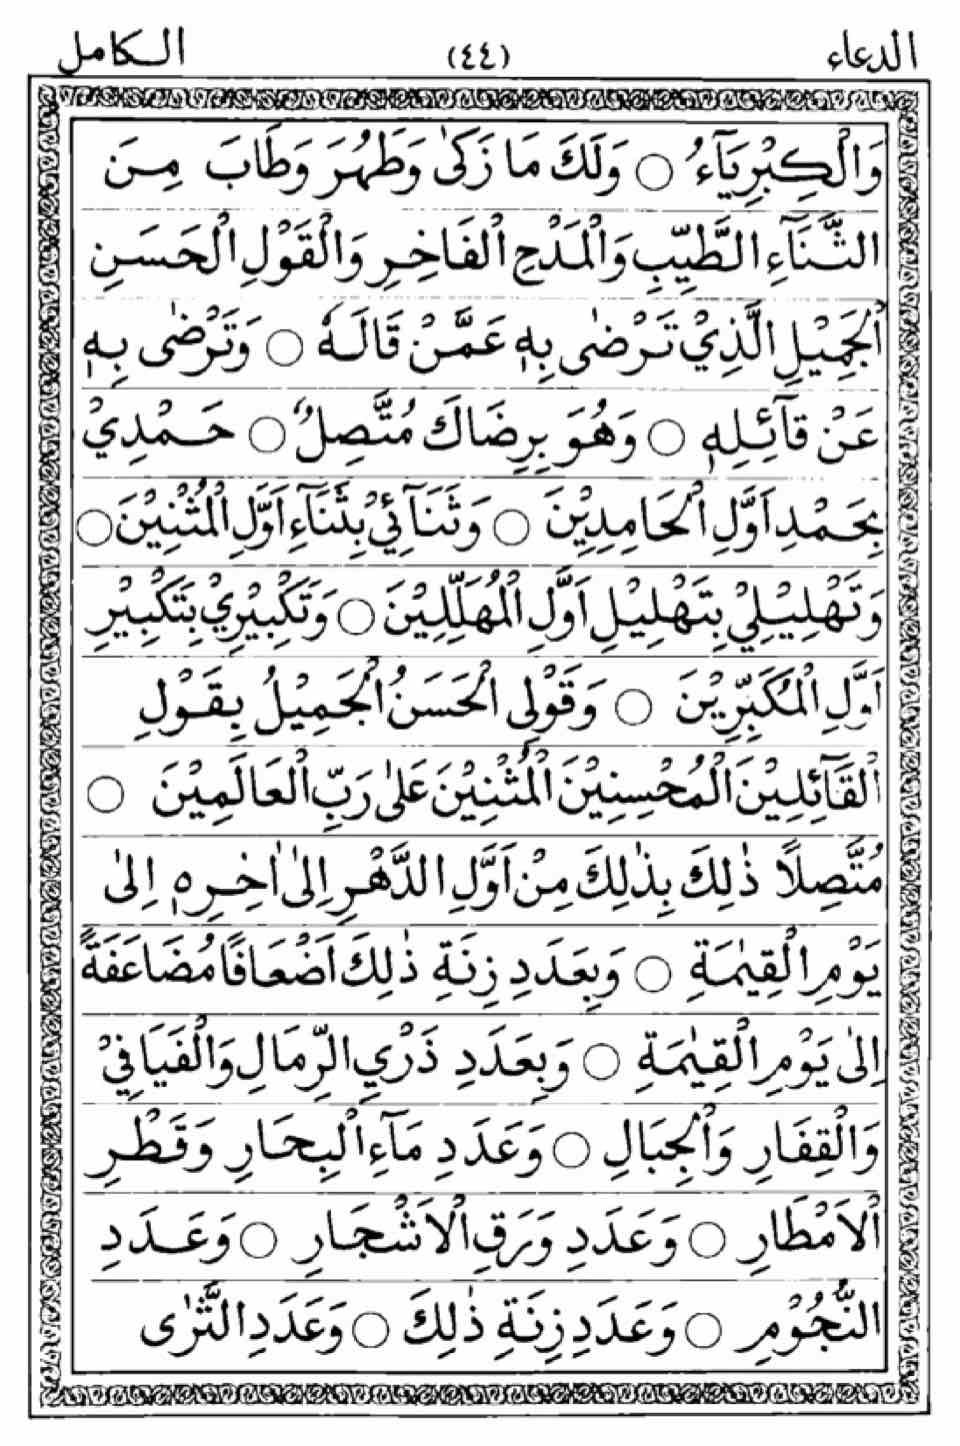 الدعاء (٤٤) الكامل
وَالْكِبْرِيَآءُ ○ وَلَكَ مَا زَكٰى وَطَهُرَ وَطَابَ مِنَ
الثَّنَآءِ الطَّيِّبِ وَالْمَدْحِ الْفَاخِرِ وَالْقَوْلِ الْحَسَنِ
الْجَمِيْلِ الَّذِيْ تَرْضٰى بِهٖ عَمَّنْ قَالَهٗ ○ وَتَرْضٰى بِهٖ
عَنْ قَآئِلِهٖ ○ وَهُوَ بِرِضَاكَ مُتَّصِلٌ ○ حَمْدِيْ
بِحَمْدِ اَوَّلِ الْحَامِدِيْنَ ○ وَثَنَآئِيْ بِثَنَآءِ اَوَّلِ الْمُثْنِيْنَ ○
وَتَهْلِيْلِيْ بِتَهْلِيْلِ اَوَّلِ الْمُهَلِّلِيْنَ ○ وَتَكْبِيْرِيْ بِتَكْبِيْرِ
اَوَّلِ الْمُكَبِّرِيْنَ ○ وَقَوْلِى الْحَسَنُ الْجَمِيْلُ بِقَوْلِ
الْقَآئِلِيْنَ الْمُحْسِنِيْنَ الْمُثْنِيْنَ عَلٰى رَبِّ الْعَالَمِيْنَ ○
مُتَّصِلًا ذٰلِكَ بِذٰلِكَ مِنْ اَوَّلِ الدَّهْرِ اِلٰى اٰخِرِهٖ اِلٰى
يَوْمِ الْقِيٰمَةِ ○ وَبِعَدَدِ زِنَةِ ذٰلِكَ اَضْعَافًا مُضَاعَفَةً
اِلٰى يَوْمِ الْقِيٰمَةِ ○ وَبِعَدَدِ ذَرْيِ الرِّمَالِ وَالْفَيَافِيْ
وَالْقِفَارِ وَالْجِبَالِ ○ وَعَدَدِ مَآءِ الْبِحَارِ وَقَطْرِ
الْاَمْطَارِ ○ وَعَدَدِ وَرَقِ الْاَشْجَارِ ○ وَعَدَدِ
النُّجُوْمِ ○ وَعَدَدِ زِنَةِ ذٰلِكَ ○ وَعَدَدِ الثَّرٰى